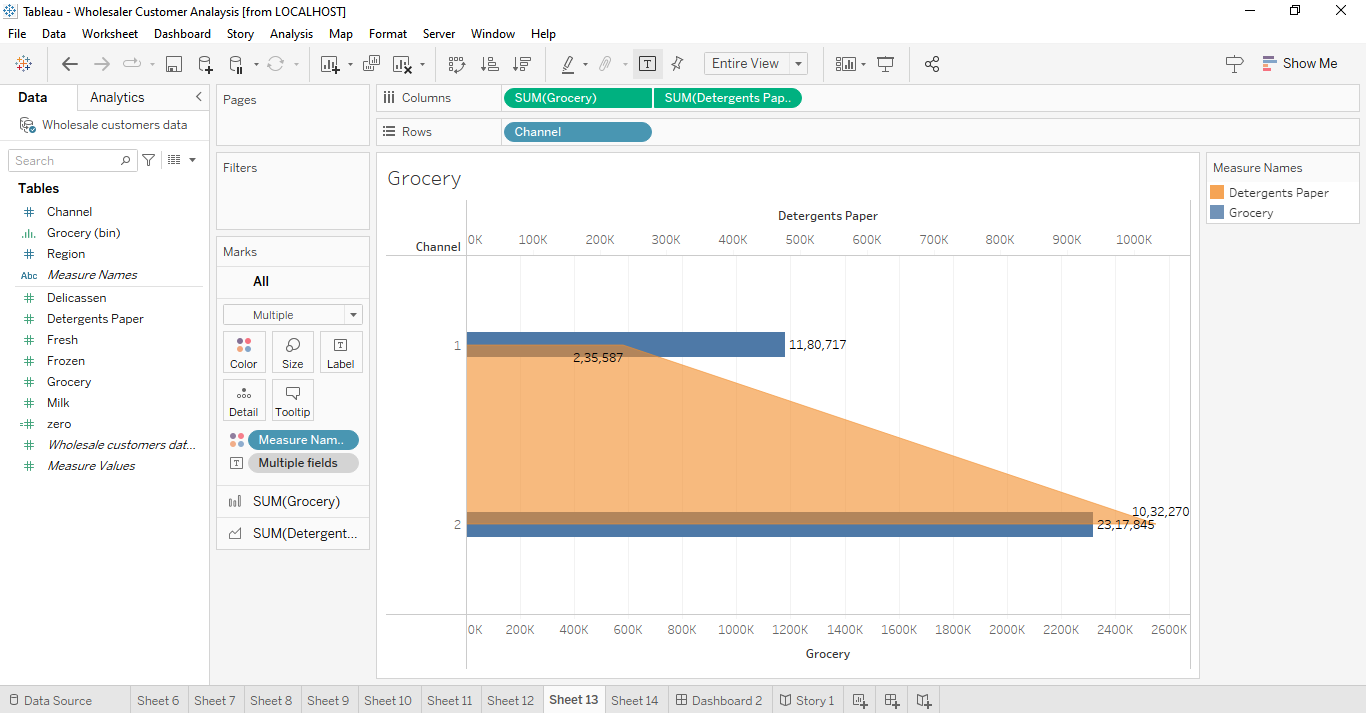 Tableau - Wholesaler Customer Analaysis [from LOCALHOST]
File Data Worksheet Dashboard Story Analysis Map Format Server Window Help
Entire View
Show Me
Data Analytics
Wholesale customers data
Search
Tables
Channel
Grocery (bin)
Region
Abc Measure Names
Delicassen
Detergents Paper
Fresh
Frozen
Grocery
Milk
zero
Wholesale customers dat...
Measure Values
Pages
Filters
Marks
All
Multiple
Color Size Label
Detail Tooltip
Measure Nam..
Multiple fields
SUM(Grocery)
SUM(Detergent...
Columns SUM(Grocery) SUM(Detergents Pap..
Rows Channel
Grocery
Detergents Paper
Channel 0K 100K 200K 300K 400K 500K 600K 700K 800K 900K 1000K
1 11,80,717
2,35,587
10,32,270
2 23,17,845
0K 200K 400K 600K 800K 1000K 1200K 1400K 1600K 1800K 2000K 2200K 2400K 2600K
Grocery
Measure Names
Detergents Paper
Grocery
Data Source Sheet 6 Sheet 7 Sheet 8 Sheet 9 Sheet 10 Sheet 11 Sheet 12 Sheet 13 Sheet 14 Dashboard 2 Story 1